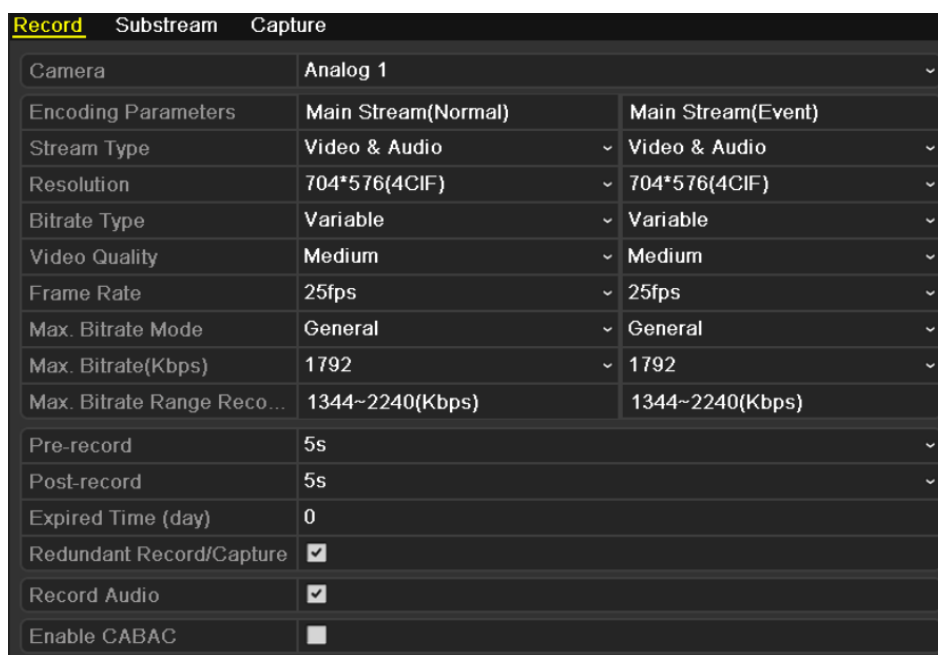 Record Substream Capture
Camera Analog 1
Encoding Parameters Main Stream(Normal) Main Stream(Event)
Stream Type Video & Audio Video & Audio
Resolution 704*576(4CIF) 704*576(4CIF)
Bitrate Type Variable Variable
Video Quality Medium Medium
Frame Rate 25fps 25fps
Max. Bitrate Mode General General
Max. Bitrate(Kbps) 1792 1792
Max. Bitrate Range Reco... 1344~2240(Kbps) 1344~2240(Kbps)
Pre-record 5s
Post-record 5s
Expired Time (day) 0
Redundant Record/Capture
Record Audio
Enable CABAC